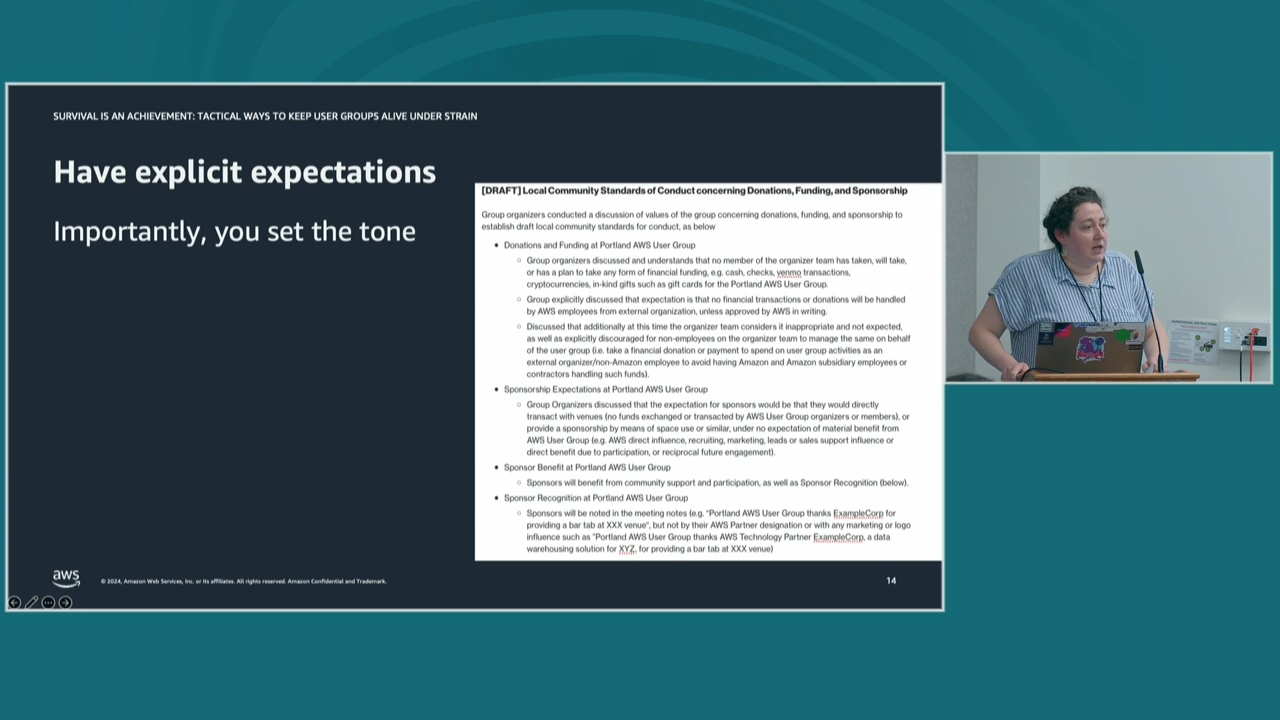 SURVIVAL IS AN ACHIEVEMENT: TACTICAL WAYS TO KEEP USER GROUPS ALIVE UNDER STRAIN
Have explicit expectations
Importantly, you set the tone
[DRAFT] Local Community Standards of Conduct concerning Donations, Funding, and Sponsorship
Group organizers conducted a discussion of values of the group concerning donations, funding, and sponsorship to
establish draft local community standards for conduct, as below
• Donations and Funding at Portland AWS User Group
○ Group organizers discussed and understands that no member of the organizer team has taken, will take,
or has a plan to take any form of financial funding, e.g. cash, checks, venmo transactions,
cryptocurrencies, in-kind gifts such as gift cards for the Portland AWS User Group.
○ Group explicitly discussed that expectation is that no financial transactions or donations will be handled
by AWS employees from external organization, unless approved by AWS in writing.
○ Discussed that additionally at this time the organizer team considers it inappropriate and not expected,
as well as explicitly discouraged for non-employees on the organizer team to manage the same on behalf
of the user group (i.e. take a financial donation or payment to spend on user group activities as an
external organizer/non-Amazon employee to avoid having Amazon and Amazon subsidiary employees or
contractors handling such funds).
• Sponsorship Expectations at Portland AWS User Group
○ Group Organizers discussed that the expectation for sponsors would be that they would directly
transact with venues (no funds exchanged or transacted by AWS User Group organizers or members), or
provide a sponsorship by means of space use or similar, under no expectation of material benefit from
AWS User Group (e.g. AWS direct influence, recruiting, marketing, leads or sales support influence or
direct benefit due to participation, or reciprocal future engagement).
• Sponsor Benefit at Portland AWS User Group
○ Sponsors will benefit from community support and participation, as well as Sponsor Recognition (below).
• Sponsor Recognition at Portland AWS User Group
○ Sponsors will be noted in the meeting notes (e.g. "Portland AWS User Group thanks ExampleCorp for
providing a bar tab at XXX venue", but not by their AWS Partner designation or with any marketing or logo
influence such as "Portland AWS User Group thanks AWS Technology Partner ExampleCorp, a data
warehousing solution for XYZ, for providing a bar tab at XXX venue)
aws
© 2024, Amazon Web Services, Inc. or its affiliates. All rights reserved. Amazon Confidential and Trademark.
14